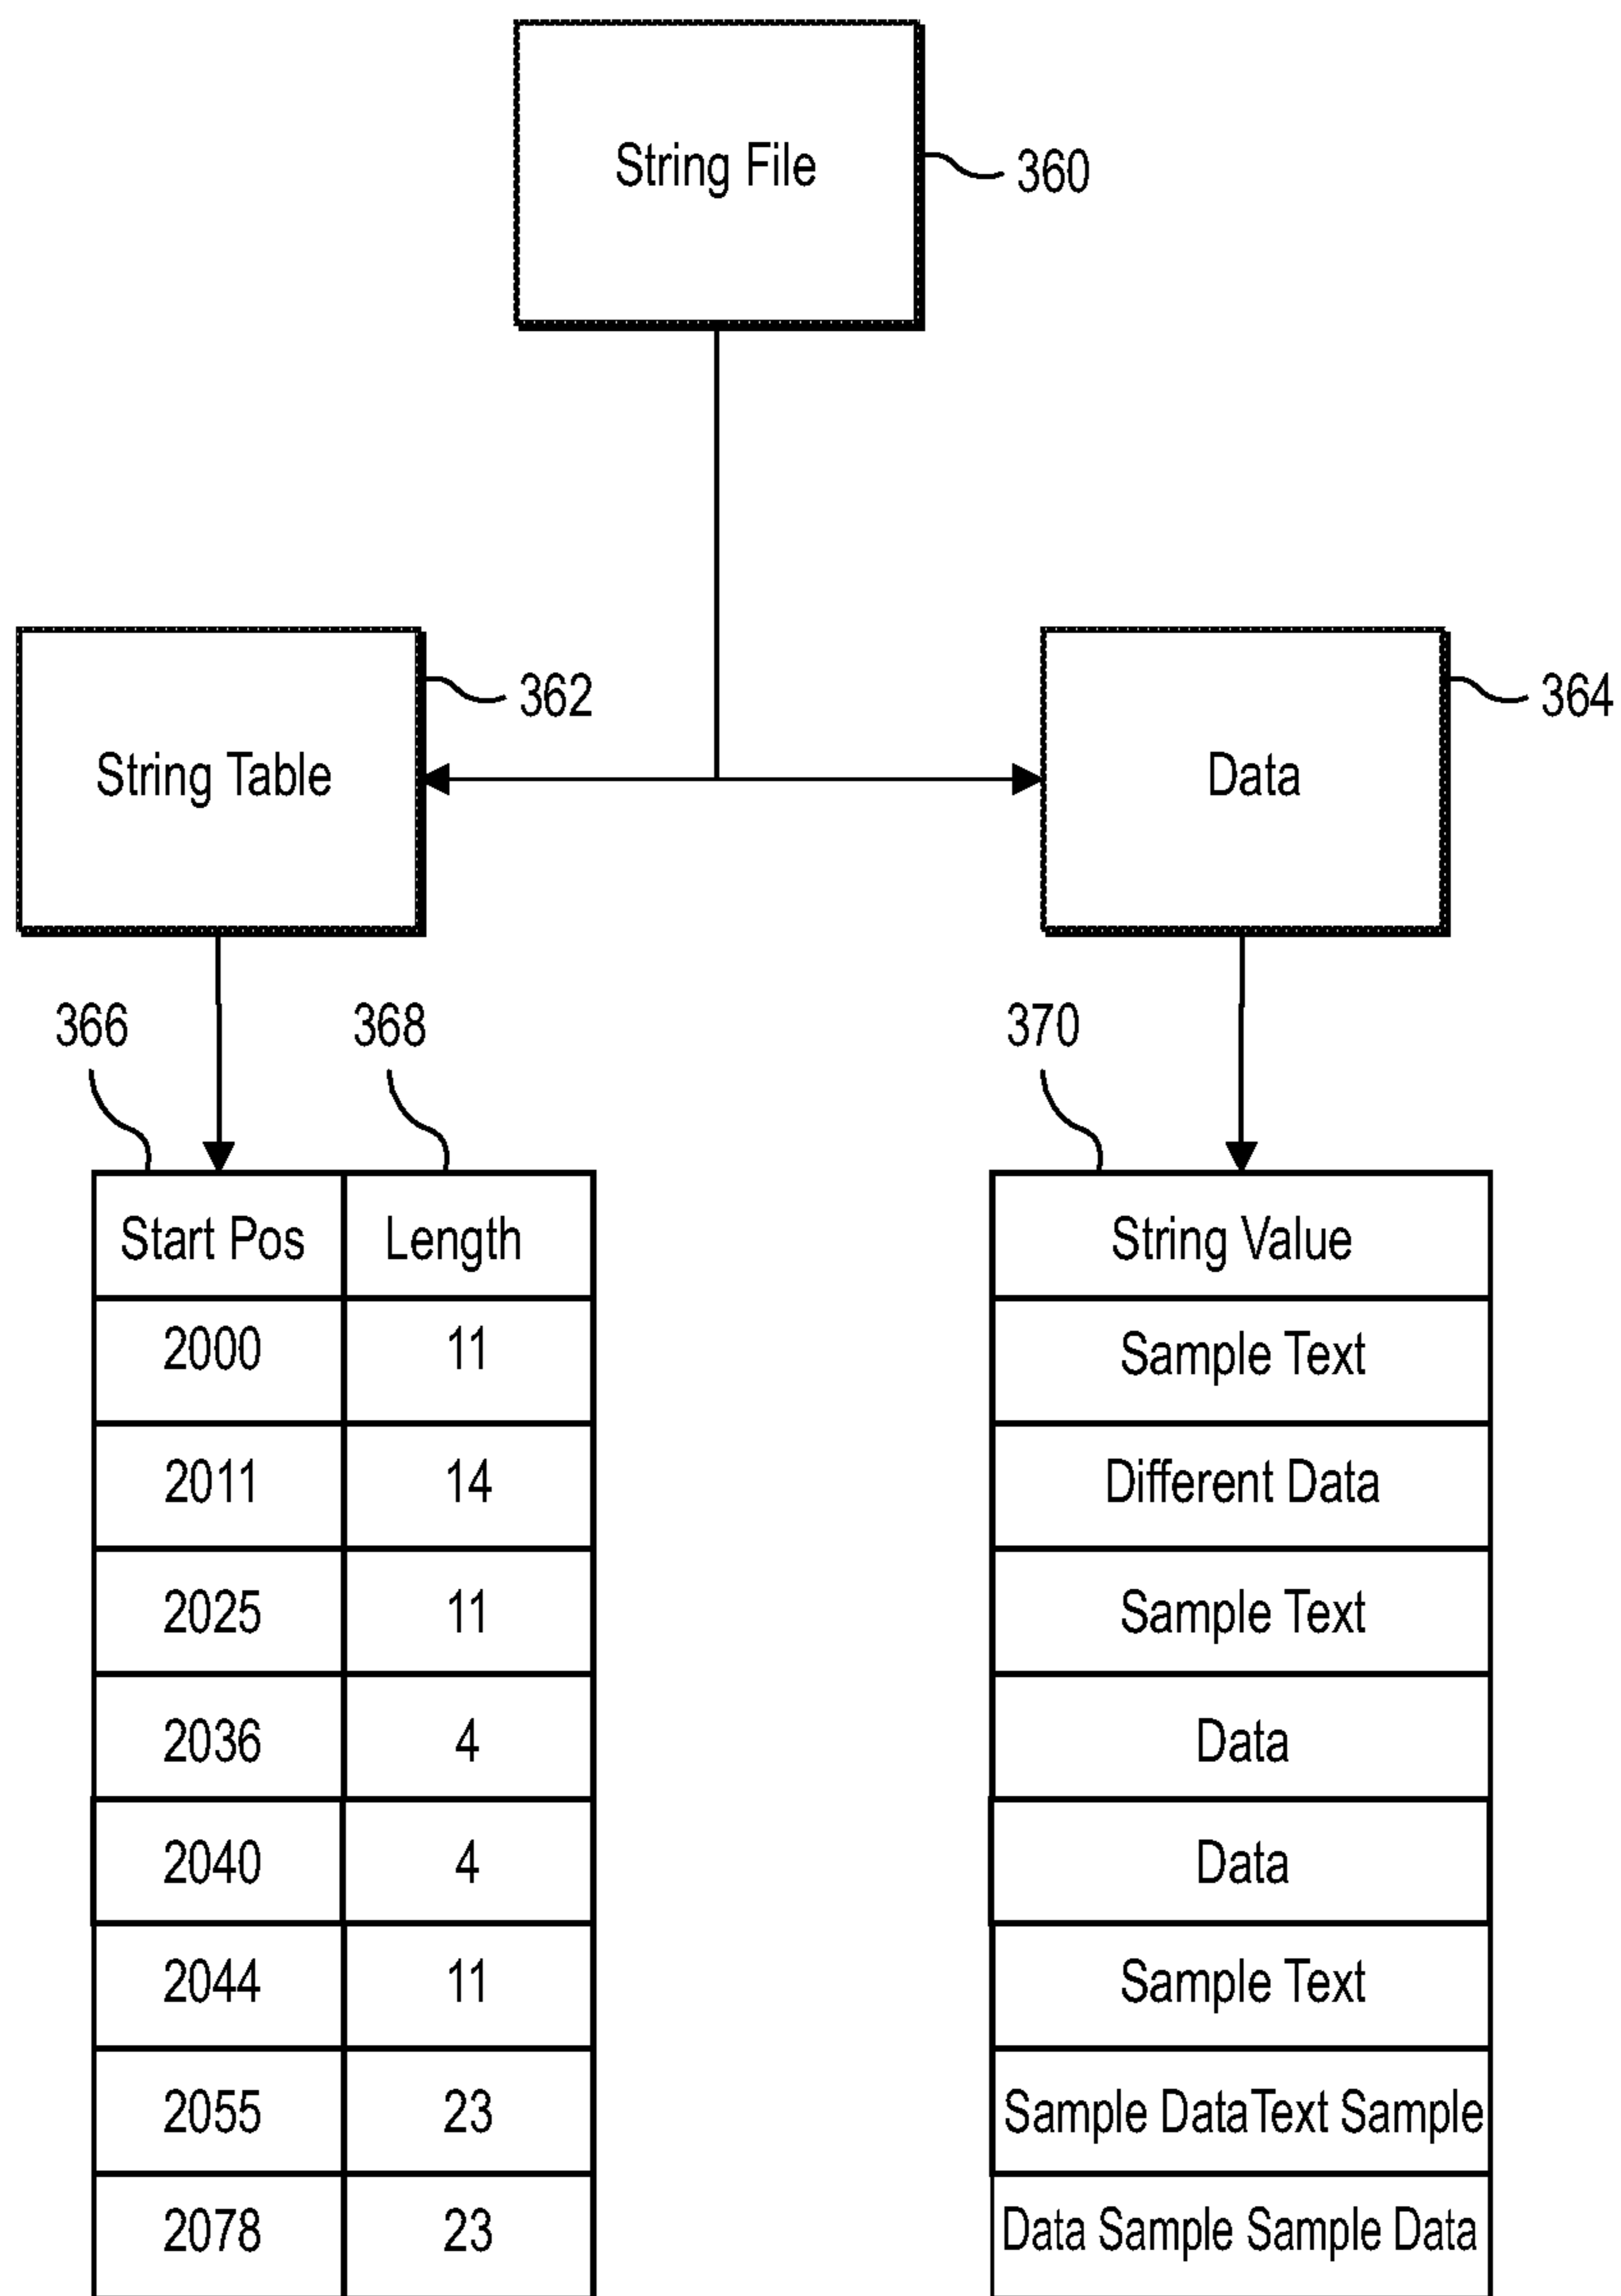 String File
360
String Table
362
Data
364
366
368
370
Start Pos Length
2000 11
2011 14
2025 11
2036 4
2040 4
2044 11
2055 23
2078 23
String Value
Sample Text
Different Data
Sample Text
Data
Data
Sample Text
Sample DataText Sample
Data Sample Sample Data